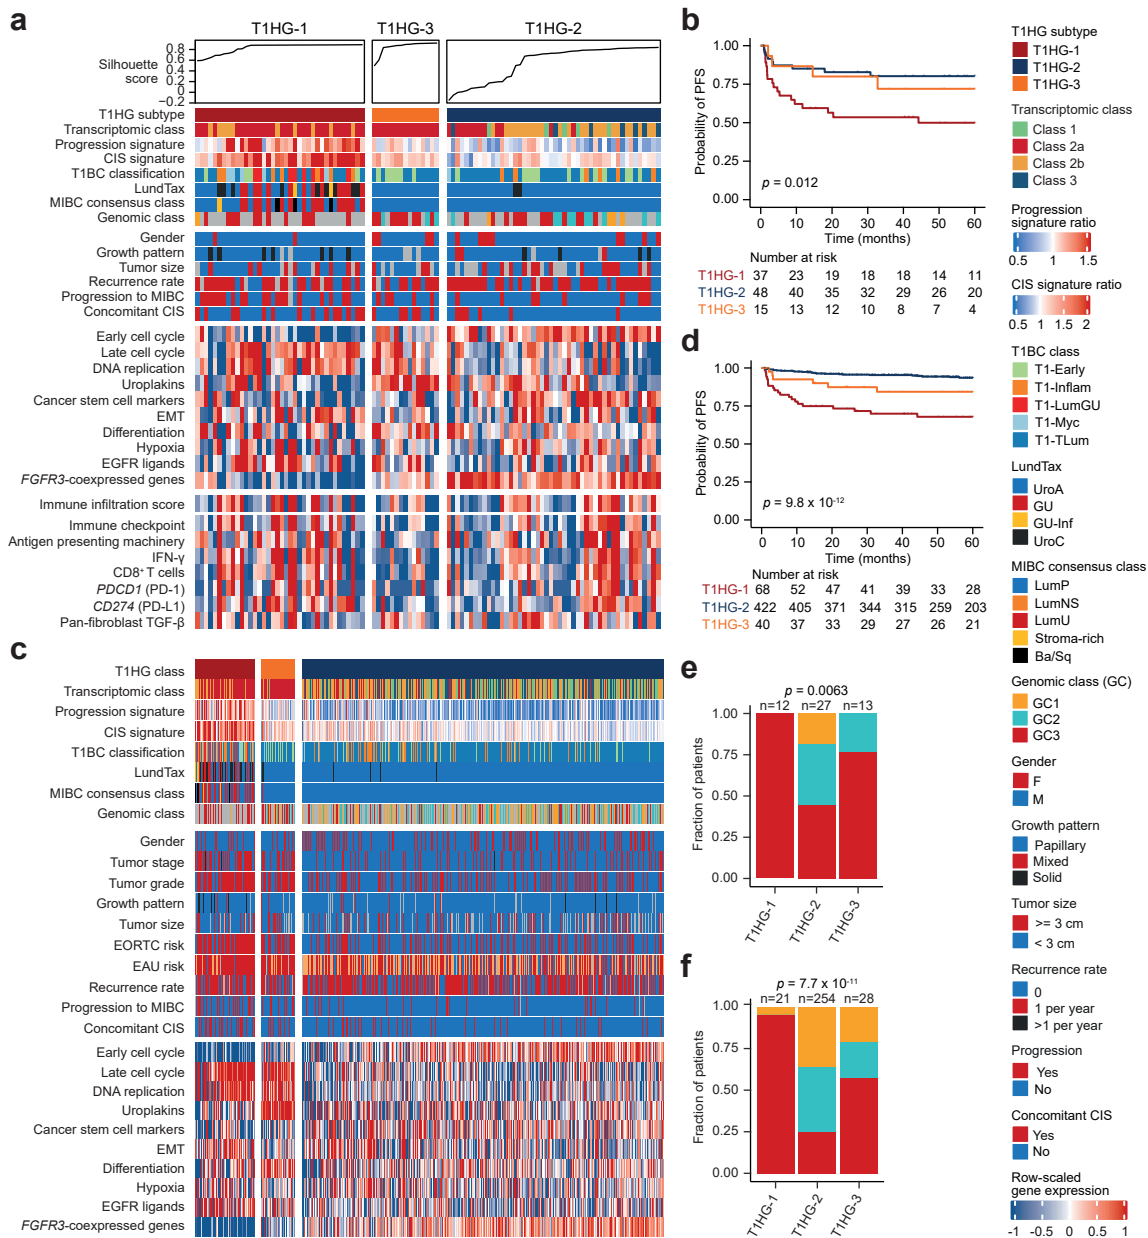 a
T1HG-1
T1HG-3
T1HG-2
Silhouette
score
0.8
0.6
0.4
0.2
0
−0.2
T1HG subtype
Transcriptomic class
Progression signature
CIS signature
T1BC classification
LundTax
MIBC consensus class
Genomic class
Gender
Growth pattern
Tumor size
Recurrence rate
Progression to MIBC
Concomitant CIS
Early cell cycle
Late cell cycle
DNA replication
Uroplakins
Cancer stem cell markers
EMT
Differentiation
Hypoxia
EGFR ligands
FGFR3-coexpressed genes
Immune infiltration score
Immune checkpoint
Antigen presenting machinery
IFN-γ
CD8⁺ T cells
PDCD1 (PD-1)
CD274 (PD-L1)
Pan-fibroblast TGF-β
b
Probability of PFS
1.00
0.75
0.50
0.25
1.00
p = 0.012
0 10 20 30 40 50 60
Time (months)
Number at risk
T1HG-1 37 23 19 18 18 14 11
T1HG-2 48 40 35 32 29 26 20
T1HG-3 15 13 12 10 8 7 4
d
Probability of PFS
1.00
0.75
0.50
0.25
0.00
p = 9.8 x 10⁻¹²
0 10 20 30 40 50 60
Time (months)
Number at risk
T1HG-1 68 52 47 41 39 33 28
T1HG-2 422 405 371 344 315 259 203
T1HG-3 40 37 33 29 27 26 21
c
T1HG class
Transcriptomic class
Progression signature
CIS signature
T1BC classification
LundTax
MIBC consensus class
Genomic class
Gender
Tumor stage
Tumor grade
Growth pattern
Tumor size
EORTC risk
EAU risk
Recurrence rate
Progression to MIBC
Concomitant CIS
Early cell cycle
Late cell cycle
DNA replication
Uroplakins
Cancer stem cell markers
EMT
Differentiation
Hypoxia
EGFR ligands
FGFR3-coexpressed genes
e
p = 0.0063
n=12 n=27 n=13
Fraction of patients
1.00
0.75
0.50
0.25
0.00
T1HG-1
T1HG-2
T1HG-3
f
p = 7.7 x 10⁻¹¹
n=21 n=254 n=28
Fraction of patients
1.00
0.75
0.50
0.25
0.00
T1HG-1
T1HG-2
T1HG-3
T1HG subtype
T1HG-1
T1HG-2
T1HG-3
Transcriptomic class
Class 1
Class 2a
Class 2b
Class 3
Progression
signature ratio
0.5 1 1.5
CIS signature ratio
0.5 1 2
T1BC class
T1-Early
T1-Inflam
T1-LumGU
T1-Myc
T1-TLum
LundTax
UroA
GU
GU-Inf
UroC
MIBC consensus class
LumP
LumNS
LumU
Stroma-rich
Ba/Sq
Genomic class (GC)
GC1
GC2
GC3
Gender
F
M
Growth pattern
Papillary
Mixed
Solid
Tumor size
>= 3 cm
< 3 cm
Recurrence rate
0
1 per year
>1 per year
Progression
Yes
No
Concomitant CIS
Yes
No
Row-scaled
gene expression
-1 -0.5 0 0.5 1